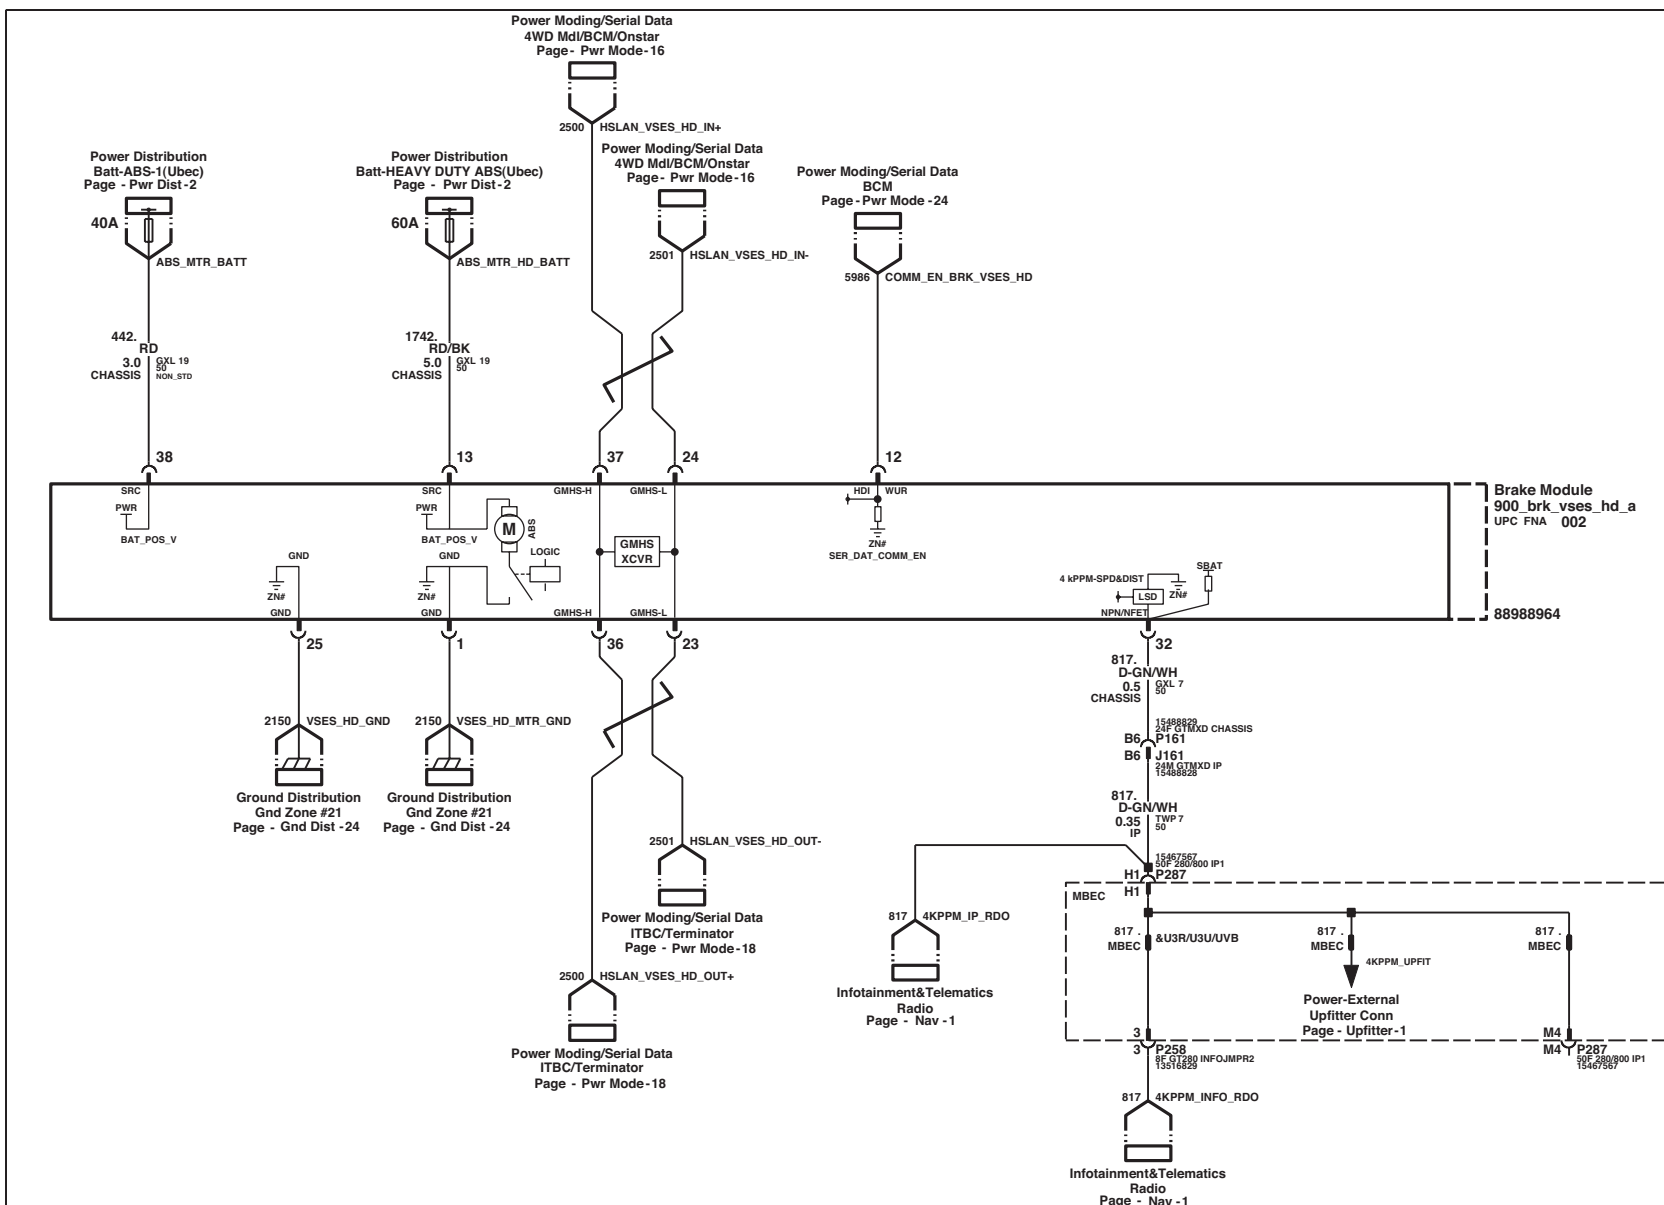 Power Moding/Serial Data
4WD Mdl/BCM/Onstar
Page - Pwr Mode-16
2500 HSLAN_VSES_HD_IN+
Power Distribution
Batt-ABS-1(Ubec)
Page - Pwr Dist-2
40A
ABS_MTR_BATT
Power Distribution
Batt-HEAVY DUTY ABS(Ubec)
Page - Pwr Dist-2
60A
ABS_MTR_HD_BATT
Power Moding/Serial Data
4WD Mdl/BCM/Onstar
Page- Pwr Mode-16
2501 HSLAN_VSES_HD_IN-
Power Moding/Serial Data
BCM
Page-Pwr Mode -24
5986 COMM_EN_BRK_VSES_HD
442.
RD
3.0 GXL 19
50
CHASSIS NON_STD
1742.
RD/BK
5.0 GXL 19
50
CHASSIS
38 13 37 24 12
SRC SRC GMHS-H GMHS-L HDI WUR
PWR PWR
M ABS
BAT_POS_V BAT_POS_V
GMHS
XCVR
ZN#
SER_DAT_COMM_EN
GND GND LOGIC
ZN# ZN#
SBAT
4 kPPM-SPD&DIST
LSD ZN#
GND GND GMHS-H GMHS-L NPN/NFET
Brake Module
900_brk_vses_hd_a
UPC FNA 002
88988964
25 1 36 23 32
817.
D-GN/WH
0.5 GXL 7
50
CHASSIS
2150 VSES_HD_GND
Ground Distribution
Gnd Zone #21
Page - Gnd Dist -24
2150 VSES_HD_MTR_GND
Ground Distribution
Gnd Zone #21
Page - Gnd Dist -24
15488829
24F GTMXD CHASSIS
B6 P161
B6 J161
24M GTMXD IP
15488828
817.
D-GN/WH
0.35 TWP 7
50
IP
2501 HSLAN_VSES_HD_OUT-
Power Moding/Serial Data
ITBC/Terminator
Page - Pwr Mode-18
2500 HSLAN_VSES_HD_OUT+
Power Moding/Serial Data
ITBC/Terminator
Page - Pwr Mode-18
15467567
50F 280/800 IP1
H1 P287
H1
MBEC
817 4KPPM_IP_RDO
Infotainment&Telematics
Radio
Page - Nav -1
817 .
MBEC &U3R/U3U/UVB
817 .
MBEC
4KPPM_UPFIT
Power-External
Upfitter Conn
Page - Upfitter-1
817 .
MBEC
3
3 P258
8F GT280 INFOJMPR2
13516829
M4
M4 P287
50F 280/800 IP1
15467567
817 4KPPM_INFO_RDO
Infotainment&Telematics
Radio
Page - Nav -1